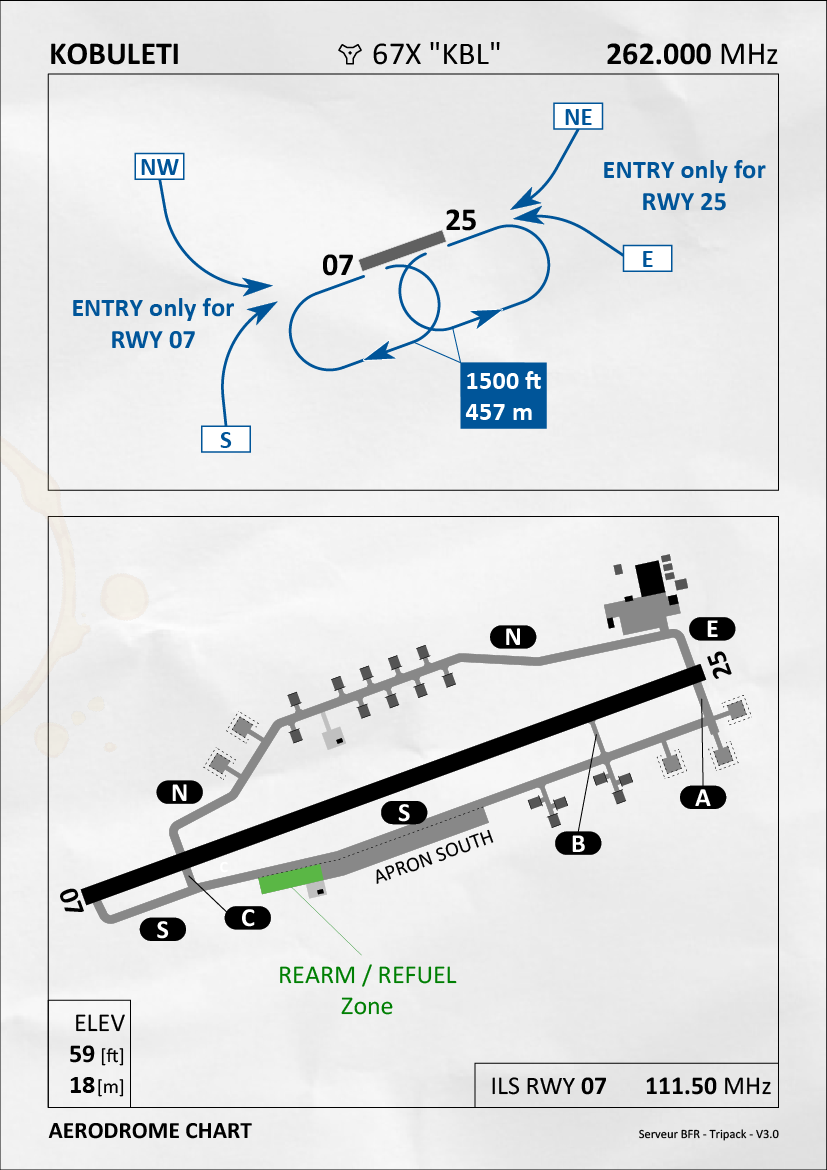 KOBULETI
67X "KBL"
262.000 MHz
NE
NW
ENTRY only for
RWY 25
25
07
E
ENTRY only for
RWY 07
1500 ft
457 m
S
N
E
25
N
S
A
B
APRON SOUTH
07
C
S
REARM / REFUEL
Zone
ELEV
59 [ft]
18[m]
ILS RWY 07 111.50 MHz
AERODROME CHART
Serveur BFR - Tripack - V3.0